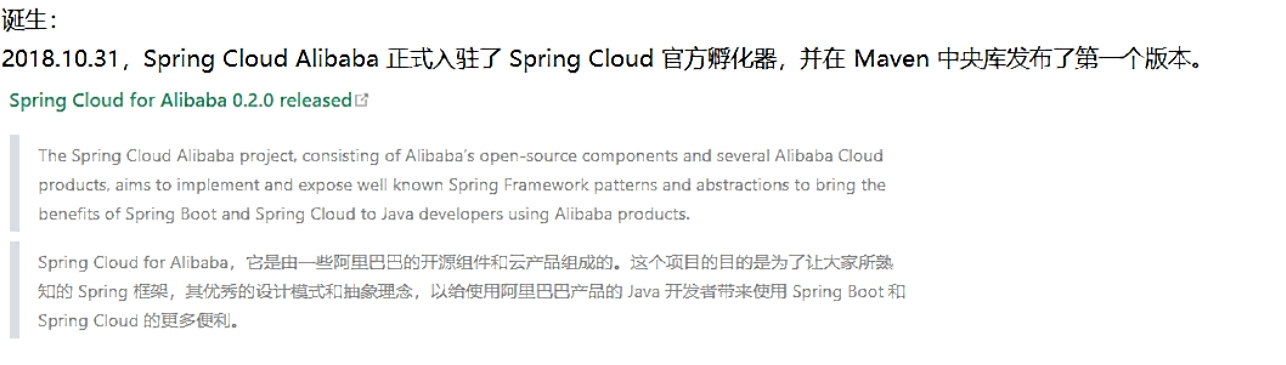 诞生：
2018.10.31，Spring Cloud Alibaba 正式入驻了 Spring Cloud 官方孵化器，并在 Maven 中央库发布了第一个版本。
Spring Cloud for Alibaba 0.2.0 released
The Spring Cloud Alibaba project, consisting of Alibaba's open-source components and several Alibaba Cloud
products, aims to implement and expose well known Spring Framework patterns and abstractions to bring the
benefits of Spring Boot and Spring Cloud to Java developers using Alibaba products.
Spring Cloud for Alibaba，它是由一些阿里巴巴的开源组件和云产品组成的。这个项目的目的是为了让大家所熟
知的 Spring 框架，其优秀的设计模式和抽象理念，以给使用阿里巴巴产品的 Java 开发者带来使用 Spring Boot 和
Spring Cloud 的更多便利。